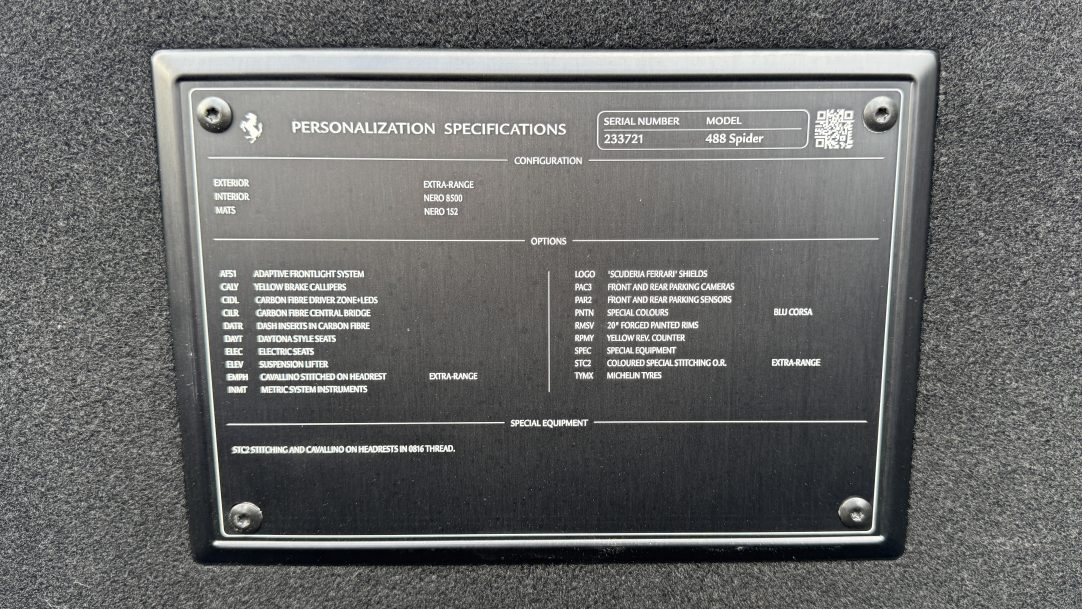 PERSONALIZATION SPECIFICATIONS
SERIAL NUMBER MODEL
233721 488 Spider
CONFIGURATION
EXTERIOR EXTRA-RANGE
INTERIOR NERO 8500
MATS NERO 152
OPTIONS
AFS1 ADAPTIVE FRONTLIGHT SYSTEM
CALY YELLOW BRAKE CALLIPERS
CIDL CARBON FIBRE DRIVER ZONE+LEDS
CILR CARBON FIBRE CENTRAL BRIDGE
DATR DASH INSERTS IN CARBON FIBRE
DAYT DAYTONA STYLE SEATS
ELEC ELECTRIC SEATS
ELEV SUSPENSION LIFTER
EMPH CAVALLINO STITCHED ON HEADREST EXTRA-RANGE
INMT METRIC SYSTEM INSTRUMENTS
LOGO "SCUDERIA FERRARI" SHIELDS
PAC3 FRONT AND REAR PARKING CAMERAS
PAR2 FRONT AND REAR PARKING SENSORS
PNTN SPECIAL COLOURS BLU CORSA
RMSV 20" FORGED PAINTED RIMS
RPMY YELLOW REV. COUNTER
SPEC SPECIAL EQUIPMENT
STC2 COLOURED SPECIAL STITCHING O.R. EXTRA-RANGE
TYMX MICHELIN TYRES
SPECIAL EQUIPMENT
STC2 STITCHING AND CAVALLINO ON HEADRESTS IN 0816 THREAD.